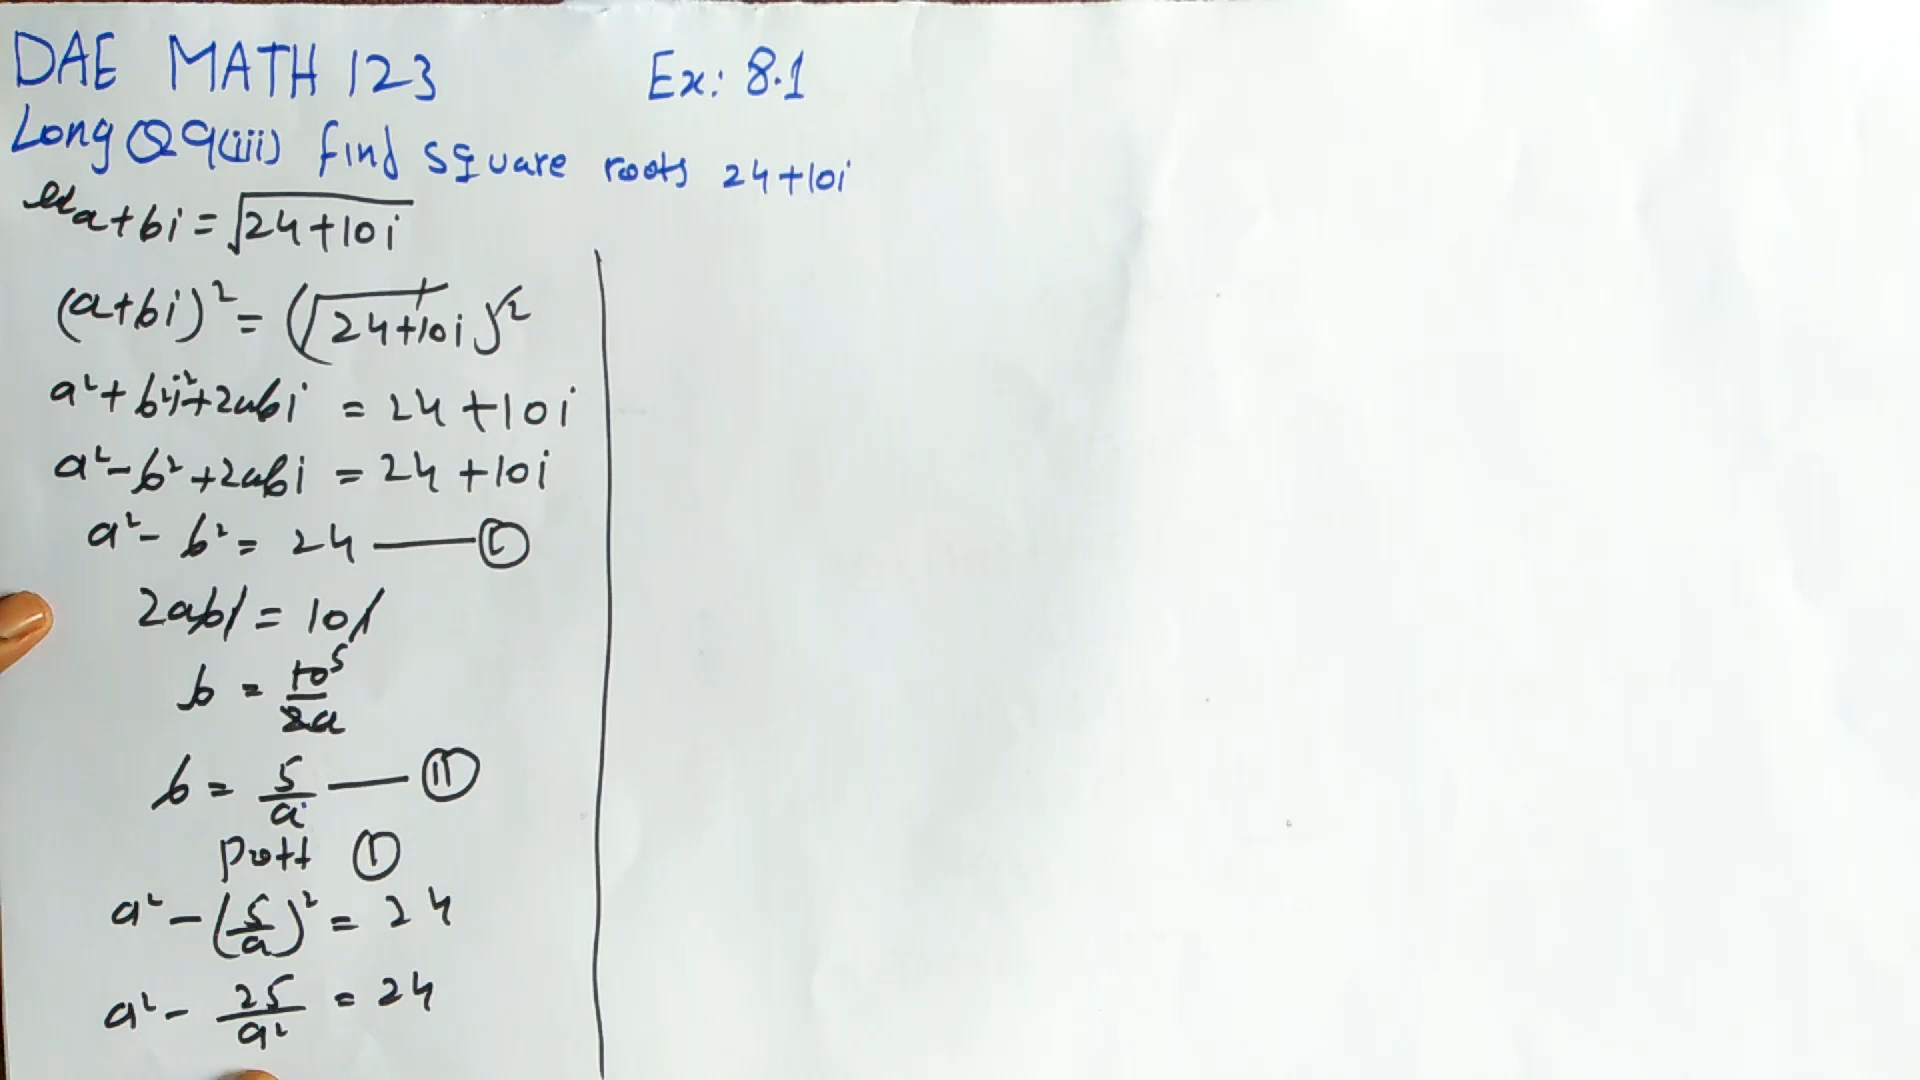 DAE MATH 123 Ex: 8.1
Long Q9(iii) find square roots 24+10i
let a+bi = √24+10i
(a+bi)² = (√24+10i)²
a²+b²i²+2abi = 24+10i
a²-b²+2abi = 24+10i
a²-b² = 24 — I
2abi = 10i
b = 10 5/2a
b = 5/a — II
put I
a² - (5/a)² = 24
a² - 25/a² = 24